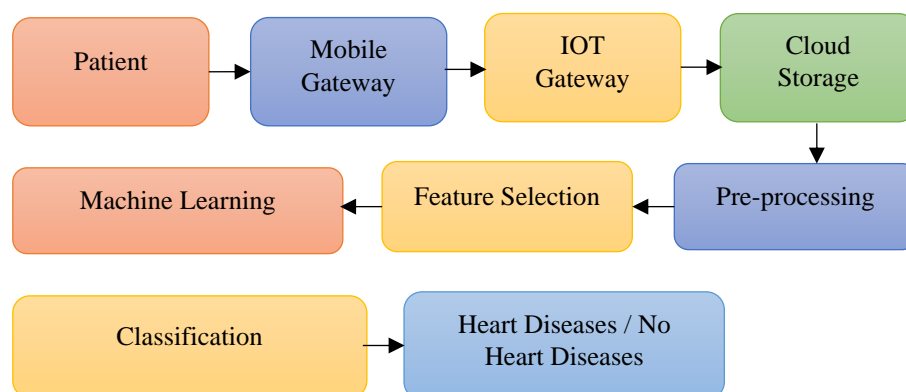 Patient
Mobile
Gateway
IOT
Gateway
Cloud
Storage
Machine Learning
Feature Selection
Pre-processing
Classification
Heart Diseases / No
Heart Diseases